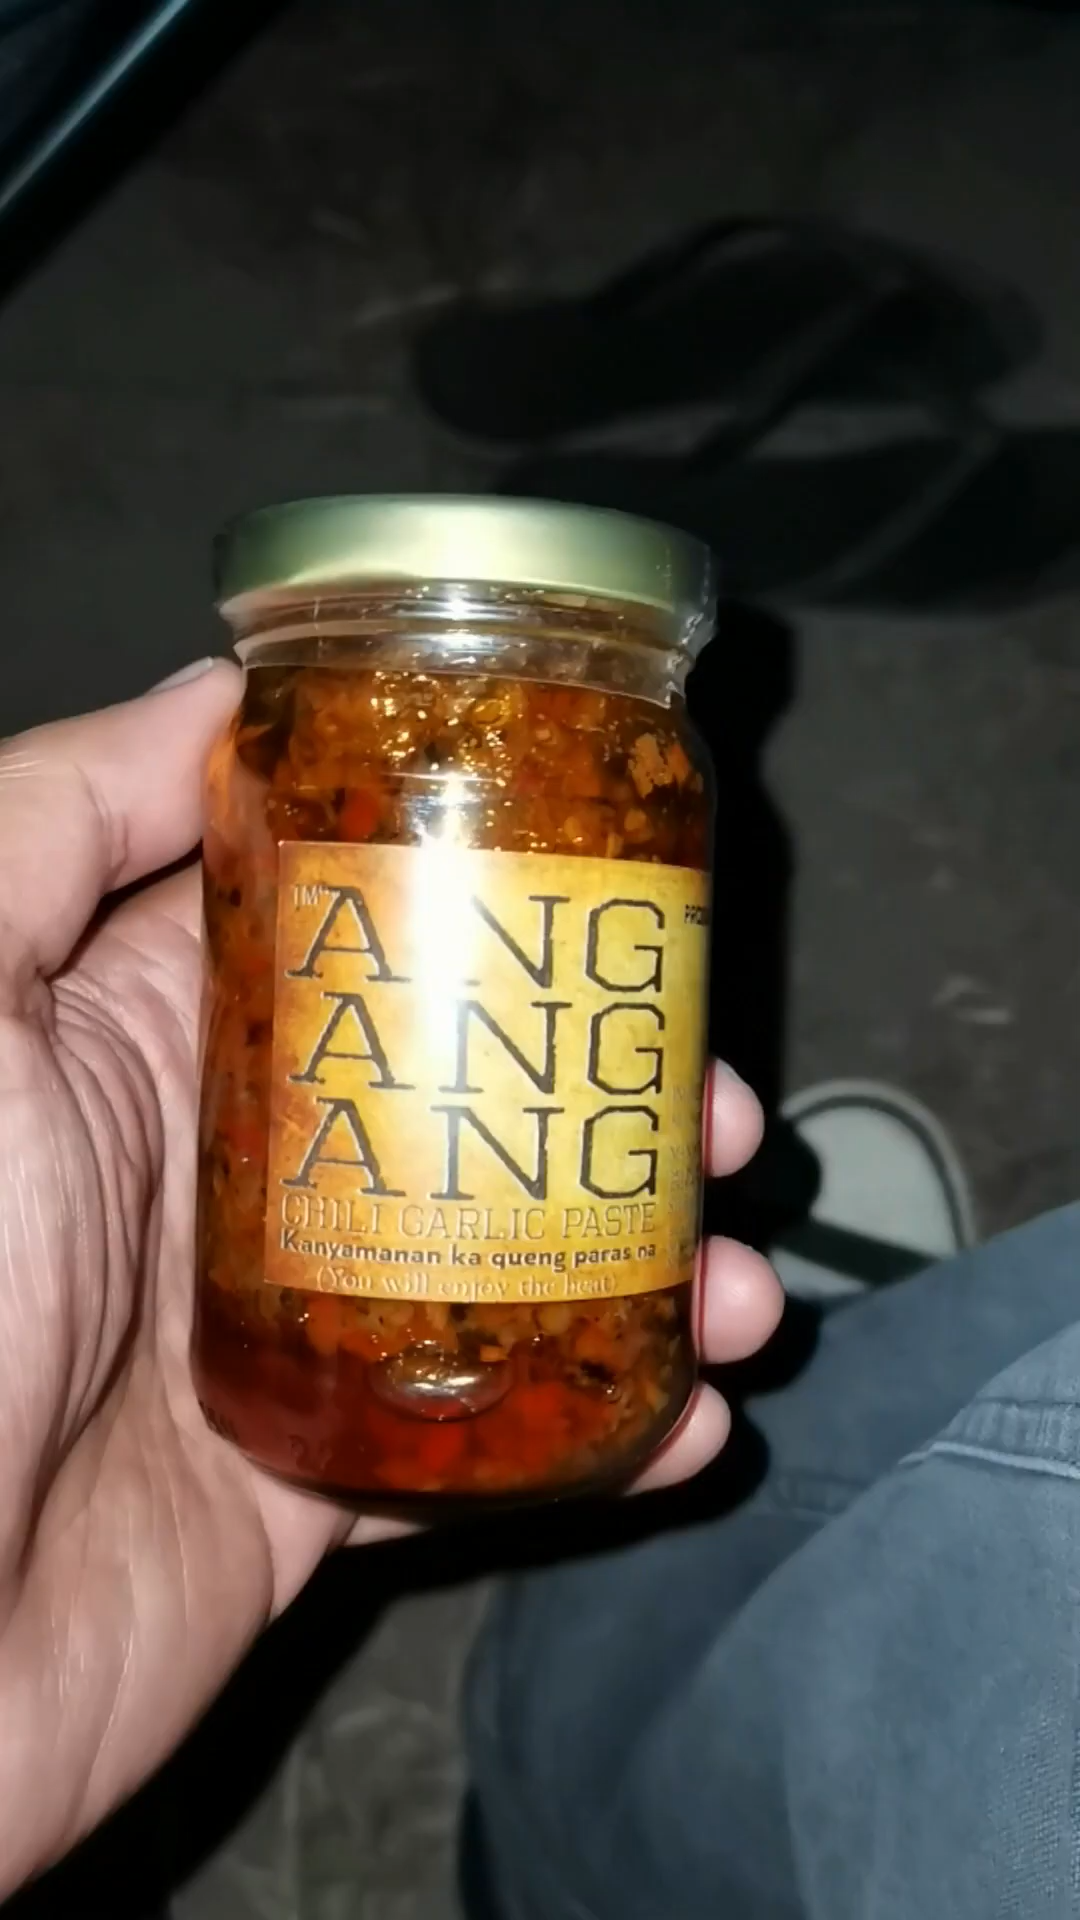 TM
ANG
ANG
ANG
CHILI GARLIC PASTE
Kanyamanan ka queng paras na
(You will enjoy the heat)